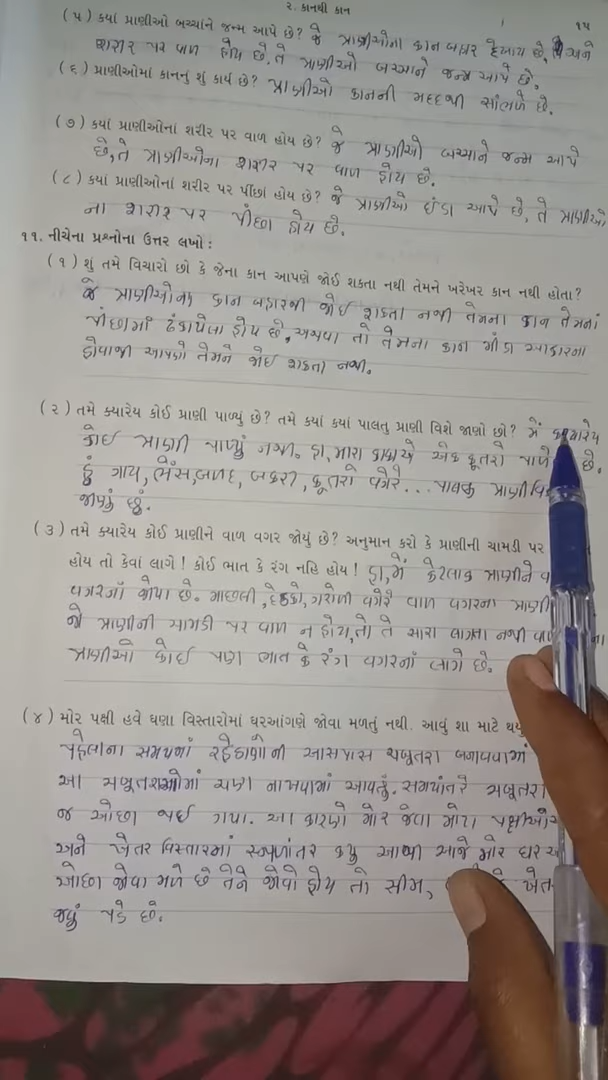 ૨. કાનથી કાન
૧૫
(૫) કયાં પ્રાણીઓ બચ્ચાંને જન્મ આપે છે? જે પ્રાણીઓના કાન બહાર દેખાય છે, અને
શરીર પર વાળ હોય છે, તે પ્રાણીઓ બચ્ચાને જન્મ આપે છે.
(૬) પ્રાણીઓમાં કાનનું શું કાર્ય છે? પ્રાણીઓ કાનની મદદથી સાંભળે છે.
(૭) કયાં પ્રાણીઓના શરીર પર વાળ હોય છે? જે પ્રાણીઓ બચ્ચાને જન્મ આપે
છે, તે પ્રાણીઓના શરીર પર વાળ હોય છે.
(૮) કયાં પ્રાણીઓનાં શરીર પર પીંછાં હોય છે? જે પ્રાણીઓ ઈંડા આપે છે, તે પ્રાણીઓ
ના શરીર પર પીંછા હોય છે.
૧૧. નીચેના પ્રશ્નોના ઉત્તર લખો :
(૧) શું તમે વિચારો છો કે જેના કાન આપણે જોઈ શકતા નથી તેમને ખરેખર કાન નથી હોતા?
જે પ્રાણીઓના કાન બહારથી જોઈ શકતા નથી તેમના કાન તેમનાં
પીંછામાં ઢંકાયેલા હોય છે, અથવા તો તેમના કાન મીંડા આકારના
હોવાથી આપણે તેમને જોઈ શકતા નથી.
(૨) તમે ક્યારેય કોઈ પ્રાણી પાળ્યું છે? તમે કયાં કયાં પાલતુ પ્રાણી વિશે જાણો છો? મેં ક્યારેય
કોઈ પ્રાણી પાળ્યું નથી. હા, મારા કાકાએ એક કૂતરો છે.
હું ગાય, ભેંસ, બળદ, બકરી, કૂતરો વગેરે... પાલતુ
જાણું છું.
(૩) તમે ક્યારેય કોઈ પ્રાણીને વાળ વગર જોયું છે? અનુમાન કરો કે પ્રાણીની ચામડી પર
હોય તો કેવાં લાગે! કોઈ ભાત કે રંગ નહિ હોય! હા, મેં કેટલાક પ્રાણીને
વગરનાં જોયા છે. માછલી, દેડકો, ગરોળી વગેરે વાળ વગરના પ્રાણી
જો પ્રાણીની ચામડી પર વાળ ન હોય, તો તે સારા લાગતા નથી
પ્રાણીઓ કોઈ પણ ભાત કે રંગ વગરનાં લાગે છે.
(૪) મોર પક્ષી હવે ઘણા વિસ્તારોમાં ઘરઆંગણે જોવા મળતું નથી. આવું શા માટે થયું
પહેલાના સમયમાં રહેઠાણોની આસપાસ ચબૂતરા બનાવવામાં
આ ચબૂતરાઓમાં ચણ નાખવામાં આવતું. સમયાંતરે ચબૂતરા
જ ઓછા થઈ ગયા. આ કારણે મોર જેવા મોટા
અને ખેતર વિસ્તારમાં સ્થળાંતર કર્યું આથી આજે મોર ઘર
ઓછા જોવા મળે છે તેને જોવો હોય તો સીમ,
જવું પડે છે.